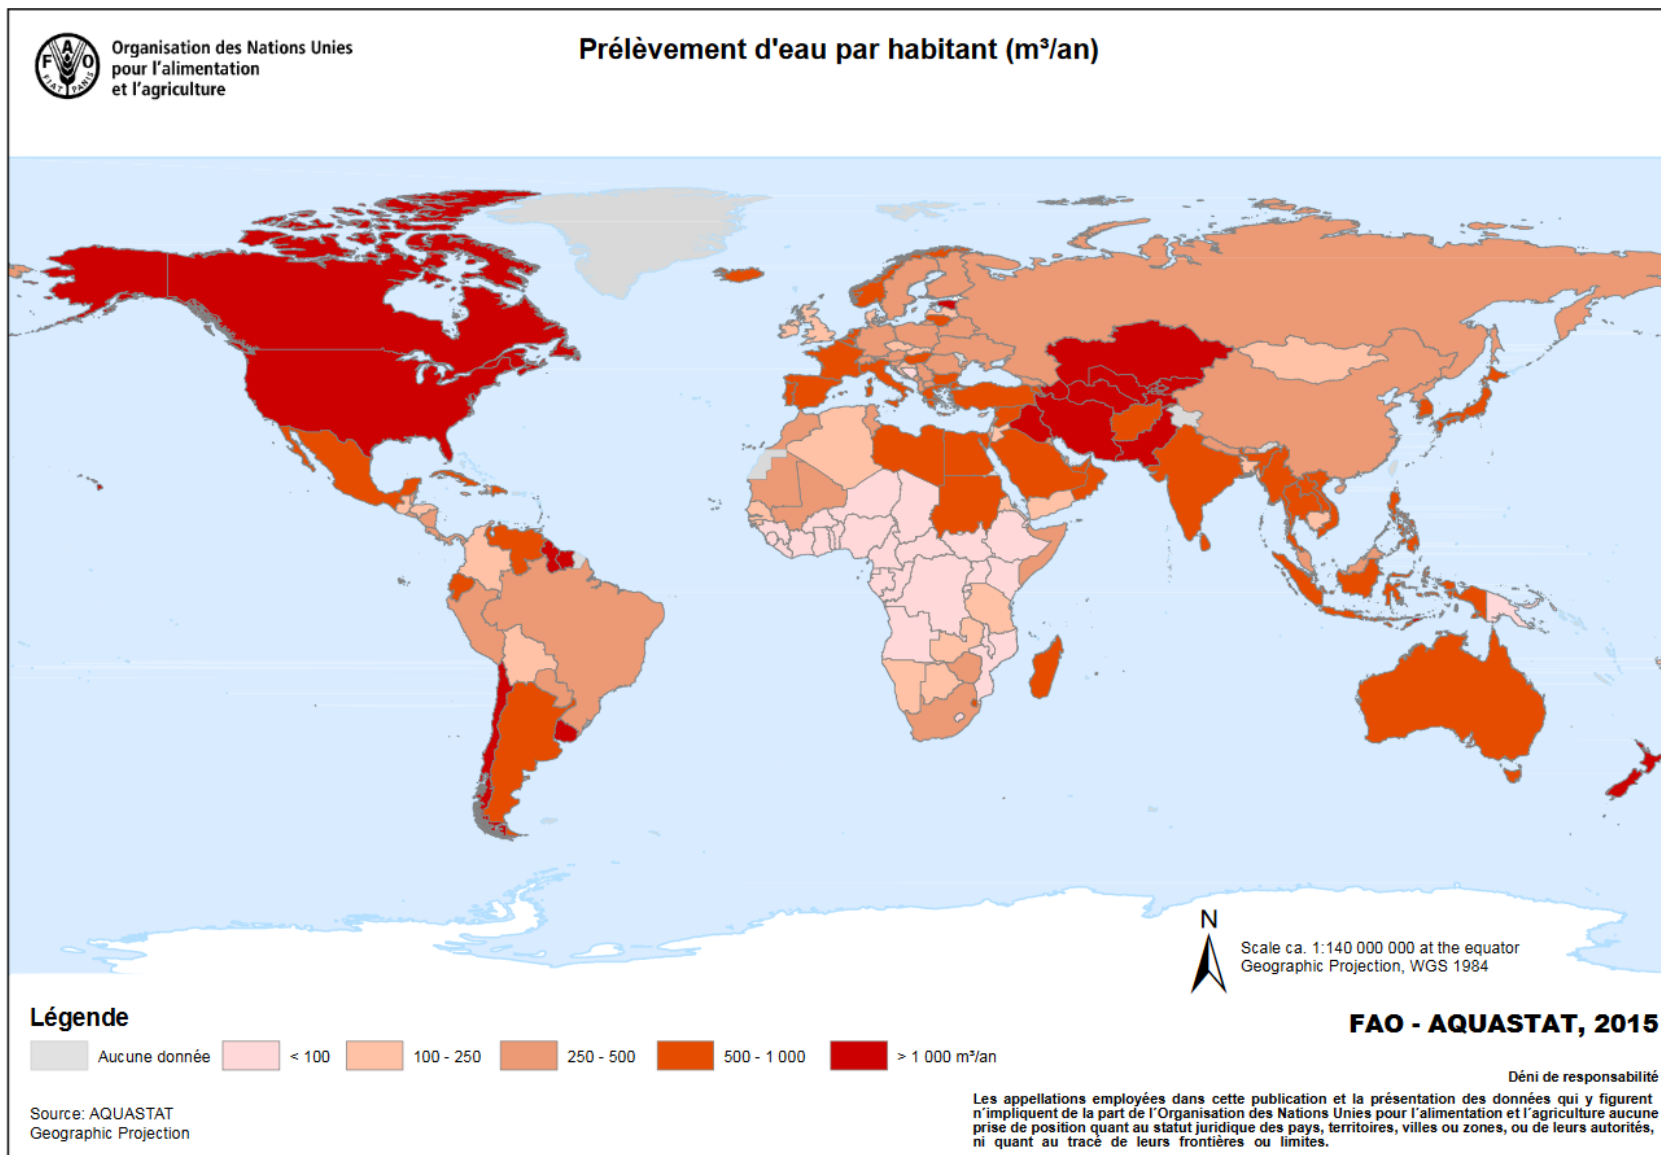 Organisation des Nations Unies
pour l'alimentation
et l'agriculture
F A O
FIAT PANIS
Prélèvement d'eau par habitant (m³/an)
N
Scale ca. 1:140 000 000 at the equator
Geographic Projection, WGS 1984
Légende
Aucune donnée
< 100
100 - 250
250 - 500
500 - 1 000
> 1 000 m³/an
FAO - AQUASTAT, 2015
Source: AQUASTAT
Geographic Projection
Déni de responsabilité
Les appellations employées dans cette publication et la présentation des données qui y figurent
n'impliquent de la part de l'Organisation des Nations Unies pour l'alimentation et l'agriculture aucune
prise de position quant au statut juridique des pays, territoires, villes ou zones, ou de leurs autorités,
ni quant au tracé de leurs frontières ou limites.